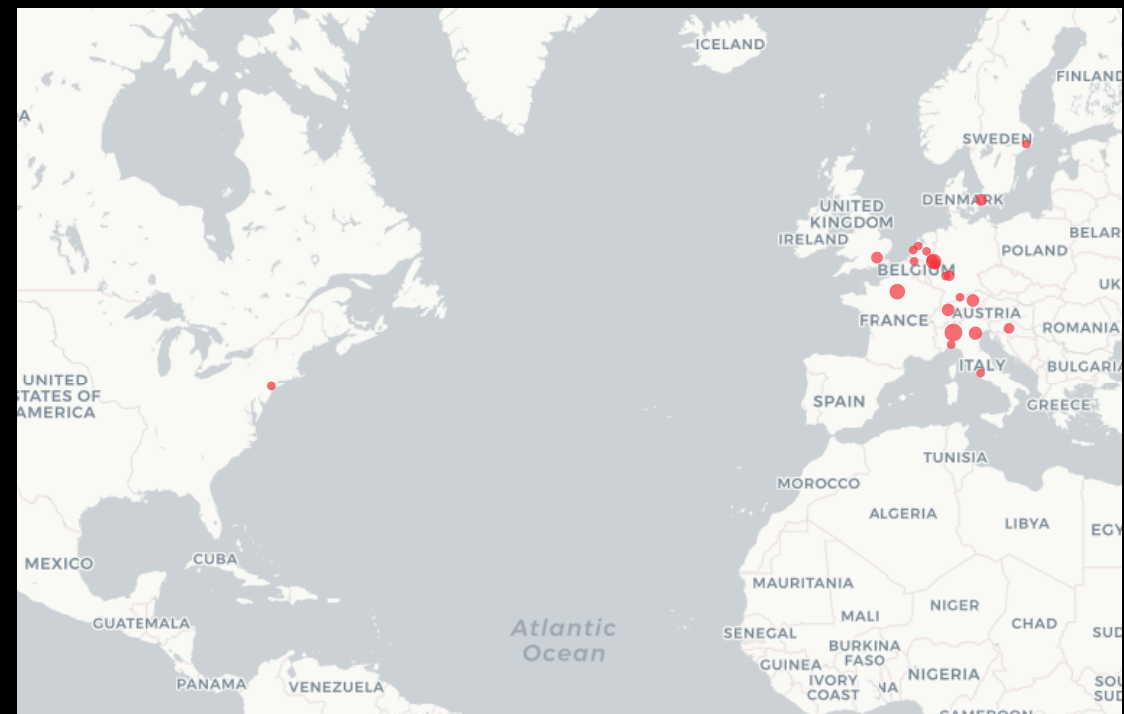 ICELAND
FINLAND
A
SWEDEN
DENMARK
UNITED
KINGDOM
IRELAND
BELAR
POLAND
BELGIUM
UK
FRANCE
AUSTRIA
ROMANIA
ITALY
BULGARIA
UNITED
STATES OF
AMERICA
SPAIN
GREECE
TUNISIA
MOROCCO
ALGERIA
LIBYA
EGY
MEXICO
CUBA
MAURITANIA
NIGER
MALI
CHAD
GUATEMALA
Atlantic
Ocean
SENEGAL
SUD
BURKINA
FASO
GUINEA
NIGERIA
IVORY
COAST
NA
SOU
SUD
PANAMA
VENEZUELA
CAMEROON